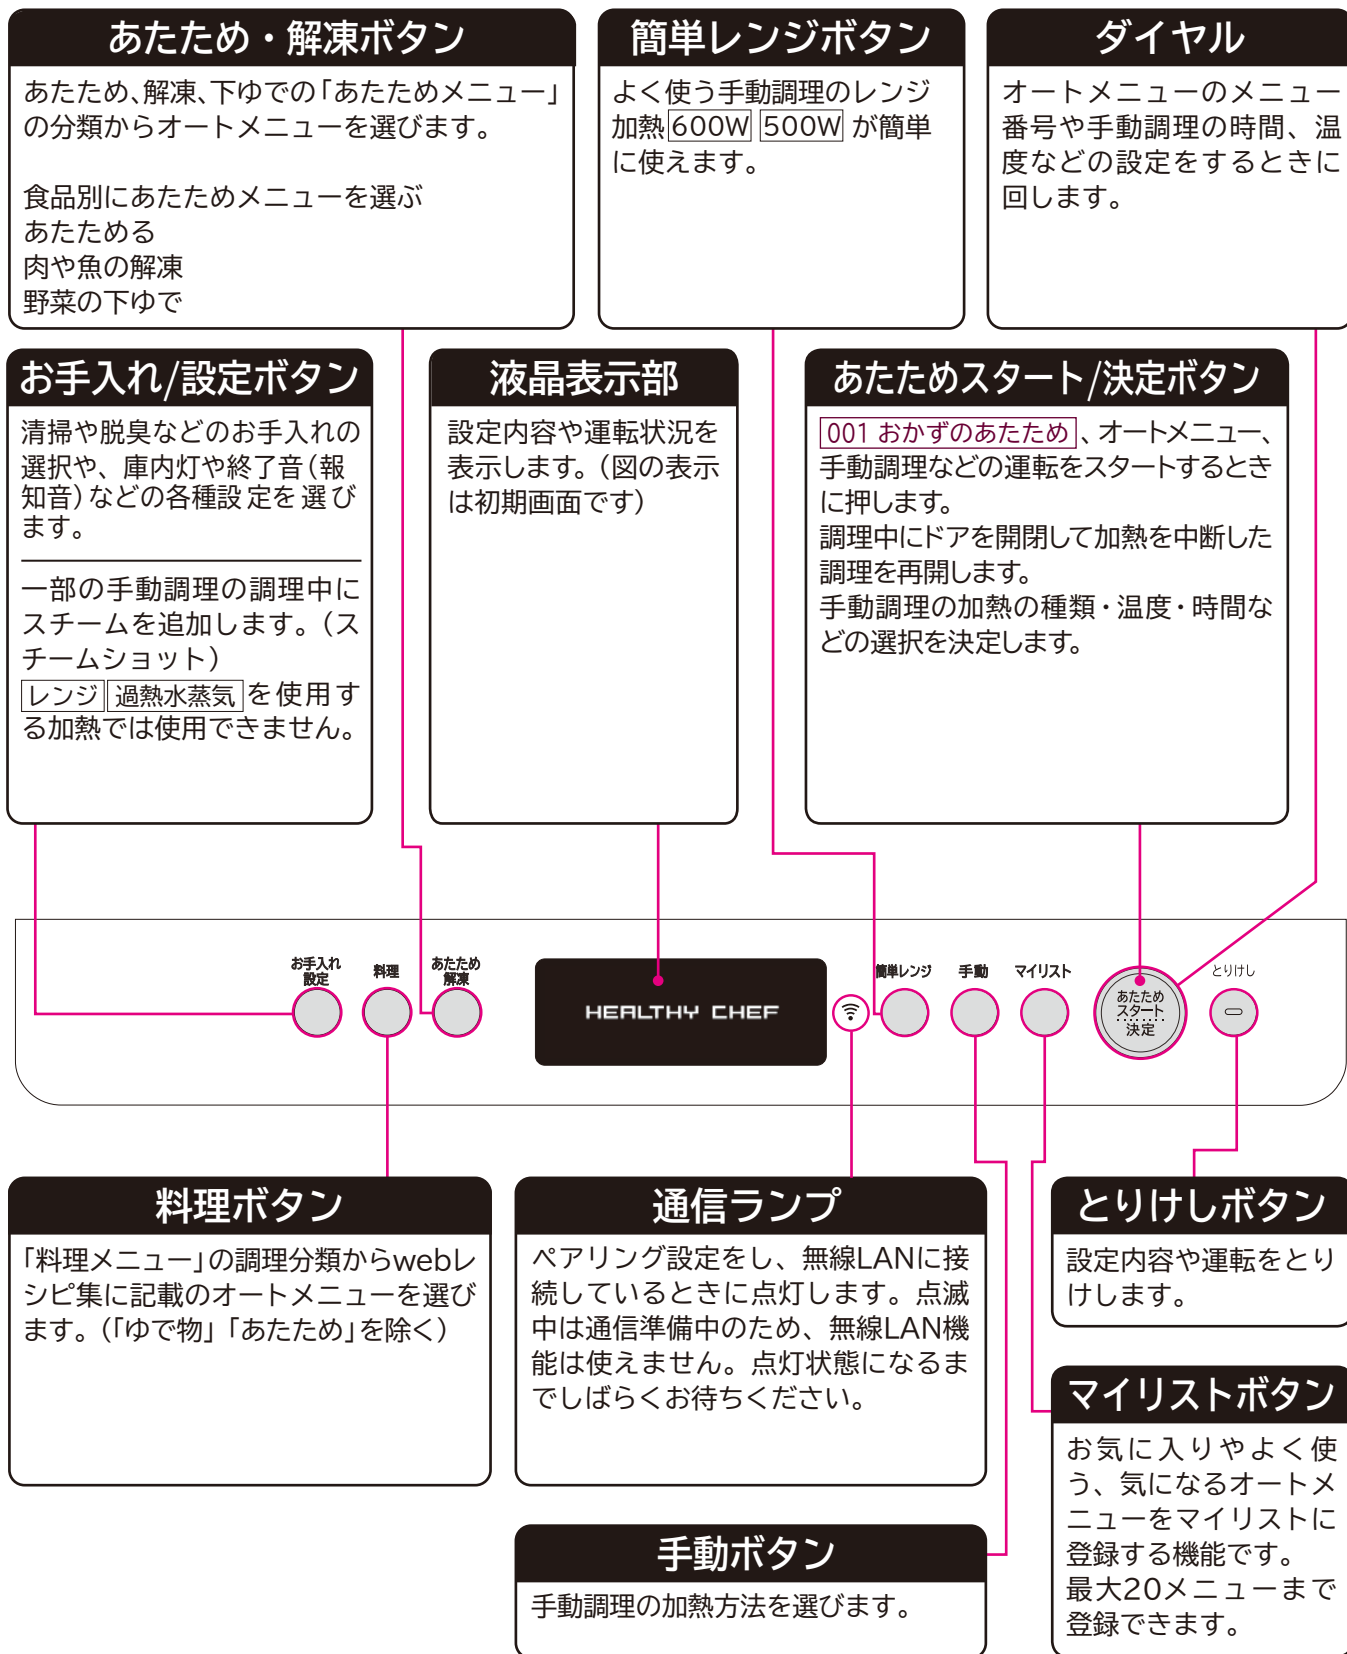 あたため・解凍ボタン
あたため、解凍、下ゆでの「あたためメニュー」
の分類からオートメニューを選びます。
食品別にあたためメニューを選ぶ
あたためる
肉や魚の解凍
野菜の下ゆで
簡単レンジボタン
よく使う手動調理のレンジ
加熱 600W 500W が簡単
に使えます。
ダイヤル
オートメニューのメニュー
番号や手動調理の時間、温
度などの設定をするときに
回します。
お手入れ/設定ボタン
清掃や脱臭などのお手入れの
選択や、庫内灯や終了音(報
知音)などの各種設定を選び
ます。
一部の手動調理の調理中に
スチームを追加します。(ス
チームショット)
レンジ 過熱水蒸気 を使用す
る加熱では使用できません。
液晶表示部
設定内容や運転状況を
表示します。(図の表示
は初期画面です)
あたためスタート/決定ボタン
001 おかずのあたため、オートメニュー、
手動調理などの運転をスタートするとき
に押します。
調理中にドアを開閉して加熱を中断した
調理を再開します。
手動調理の加熱の種類・温度・時間な
どの選択を決定します。
お手入れ
設定
料理
あたため
解凍
HEALTHY CHEF
簡単レンジ
手動
マイリスト
あたため
スタート
決定
とりけし
料理ボタン
「料理メニュー」の調理分類からwebレ
シピ集に記載のオートメニューを選び
ます。(「ゆで物」「あたため」を除く)
通信ランプ
ペアリング設定をし、無線LANに接
続しているときに点灯します。点滅
中は通信準備中のため、無線LAN機
能は使えません。点灯状態になるま
でしばらくお待ちください。
とりけしボタン
設定内容や運転をとり
けします。
マイリストボタン
お気に入りやよく使
う、気になるオートメ
ニューをマイリストに
登録する機能です。
最大20メニューまで
登録できます。
手動ボタン
手動調理の加熱方法を選びます。